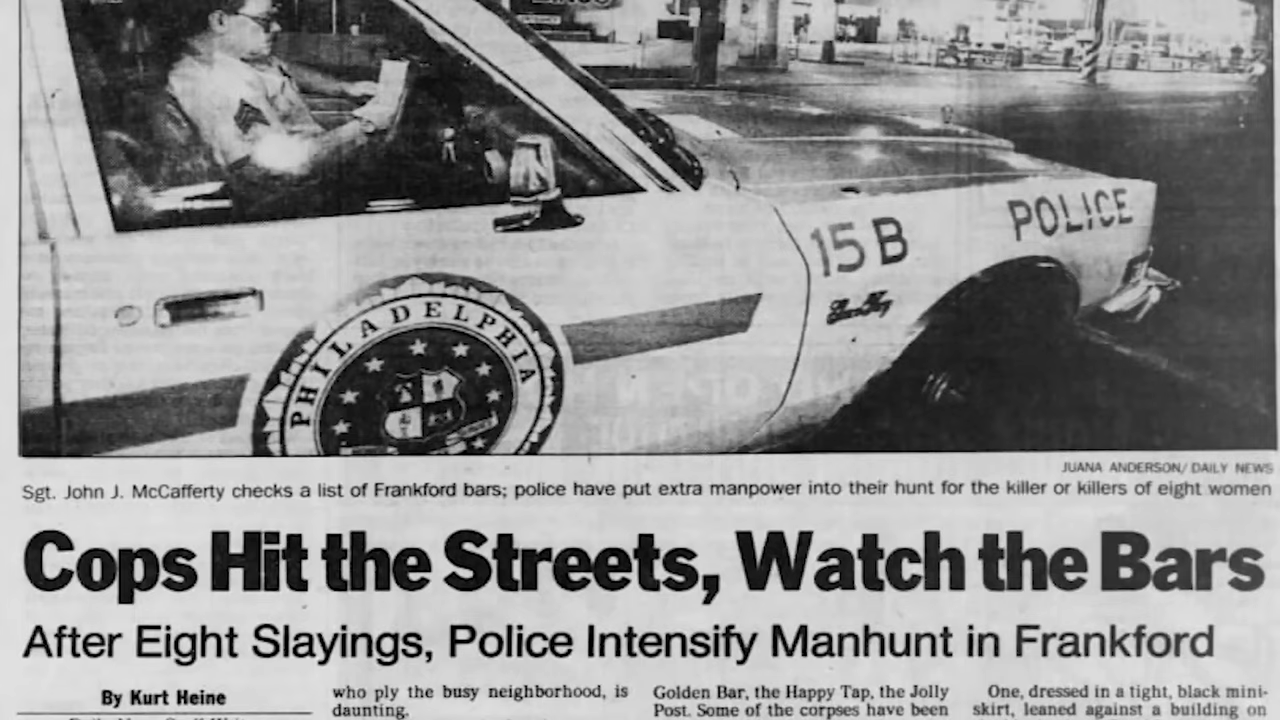 15 B
POLICE
PHILADELPHIA
JUANA ANDERSON/ DAILY NEWS
Sgt. John J. McCafferty checks a list of Frankford bars; police have put extra manpower into their hunt for the killer or killers of eight women
Cops Hit the Streets, Watch the Bars
After Eight Slayings, Police Intensify Manhunt in Frankford
By Kurt Heine
who ply the busy neighborhood, is
daunting.
Golden Bar, the Happy Tap, the Jolly
Post. Some of the corpses have been
One, dressed in a tight, black mini-
skirt, leaned against a building on